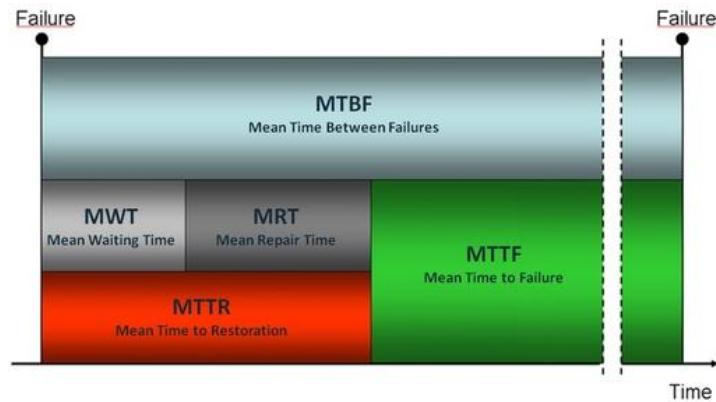 Failure
Failure
MTBF
Mean Time Between Failures
MWT
Mean Waiting Time
MRT
Mean Repair Time
MTTF
Mean Time to Failure
MTTR
Mean Time to Restoration
Time